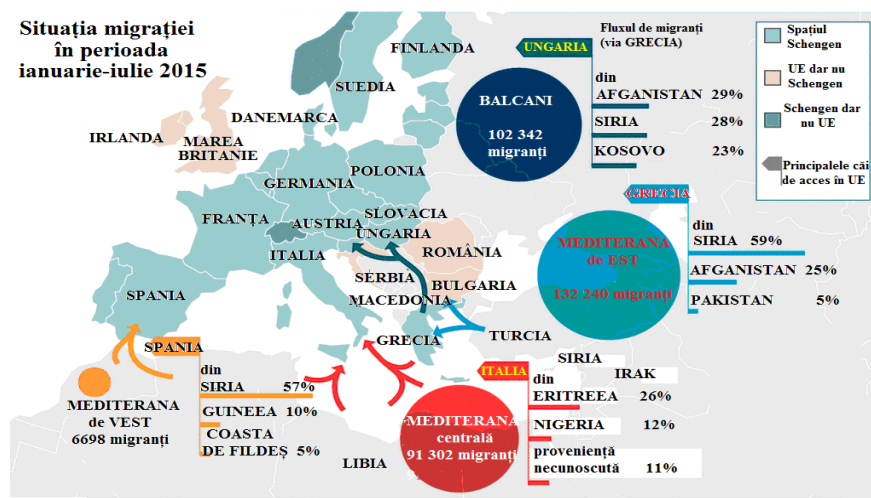 Situația migrației
în perioada
ianuarie-iulie 2015
FINLANDA
SUEDIA
DANEMARCA
IRLANDA
MAREA
BRITANIE
POLONIA
GERMANIA
FRANȚA
SLOVACIA
AUSTRIA
UNGARIA
ITALIA
ROMÂNIA
SERBIA
BULGARIA
MACEDONIA
SPANIA
GRECIA
TURCIA
SIRIA
IRAK
LIBIA
UNGARIA
Fluxul de migranți
(via GRECIA)
BALCANI
102 342
migranți
din
AFGANISTAN 29%
SIRIA 28%
KOSOVO 23%
Spațiul
Schengen
UE dar nu
Schengen
Schengen dar
nu UE
Principalele căi
de acces în UE
GRECIA
MEDITERANA
de EST
132 240 migranți
din
SIRIA 59%
AFGANISTAN 25%
PAKISTAN 5%
SPANIA
MEDITERANA
de VEST
6698 migranți
din
SIRIA 57%
GUINEEA 10%
COASTA
DE FILDEȘ 5%
ITALIA
MEDITERANA
centrală
91 302 migranți
din
ERITREEA 26%
NIGERIA 12%
proveniență
necunoscută 11%